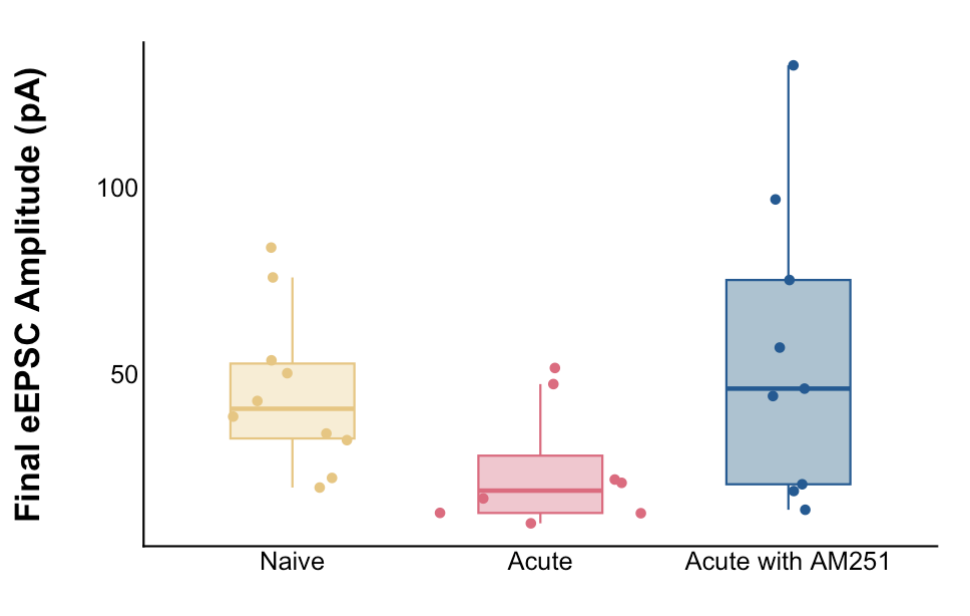 Final eEPSC Amplitude (pA)
100
50
Naive
Acute
Acute with AM251